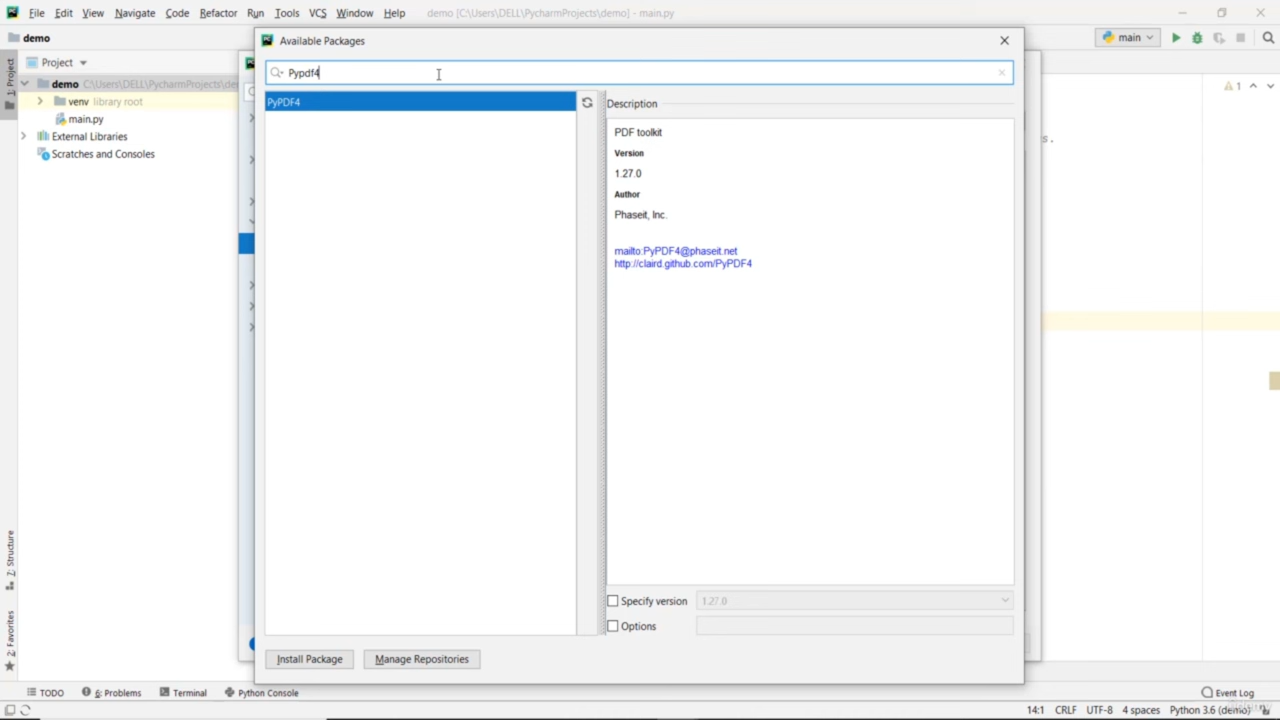 File Edit View Navigate Code Refactor Run Tools VCS Window Help demo [C:\Users\DELL\PycharmProjects\demo] - main.py
demo
main
Available Packages
1: Project
Project
Pypdf4
demo C:\Users\DELL\PycharmProjects\de
1
venv library root
PyPDF4
Description
main.py
External Libraries
PDF toolkit
s.
Scratches and Consoles
Version
1.27.0
Author
Phaseit, Inc.
mailto:PyPDF4@phaseit.net
http://claird.github.com/PyPDF4
Z: Structure
Specify version 1.27.0
2: Favorites
Options
Install Package Manage Repositories
TODO 6: Problems Terminal Python Console Event Log
14:1 CRLF UTF-8 4 spaces Python 3.6 (demo)